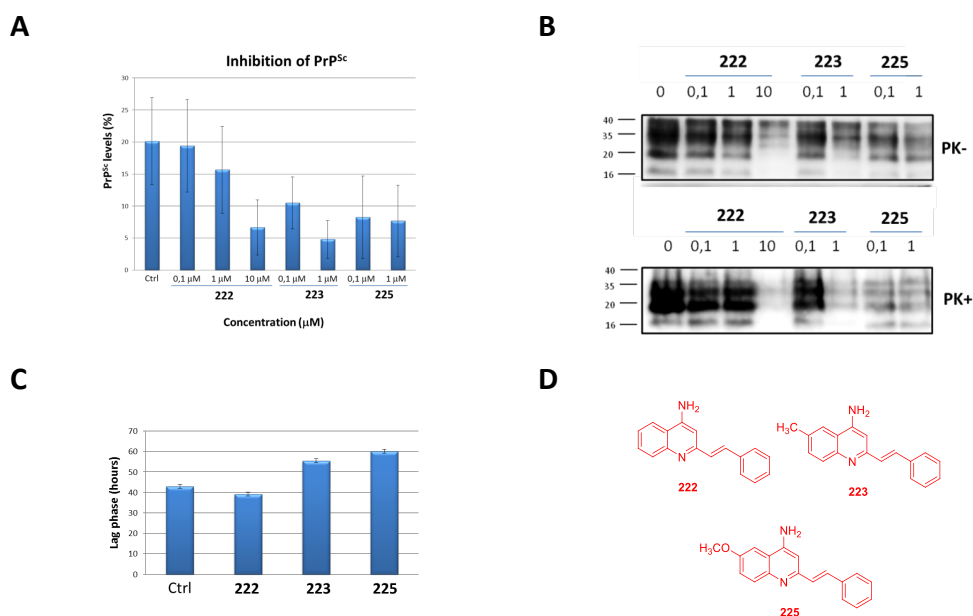 A
Inhibition of PrPSc
PrPSc levels (%)
30
25
20
15
10
5
0
Ctrl 0,1 μM 1 μM 10 μM 0,1 μM 1 μM 0,1 μM 1 μM
222 223 225
Concentration (μM)
B
222 223 225
0 0,1 1 10 0,1 1 0,1 1
40
35
20
16
PK-
222 223 225
0 0,1 1 10 0,1 1 0,1 1
40
35
20
16
PK+
C
Lag phase (hours)
70
60
50
40
30
20
10
0
Ctrl 222 223 225
D
NH2
N
222
NH2
H3C
N
223
NH2
H3CO
N
225